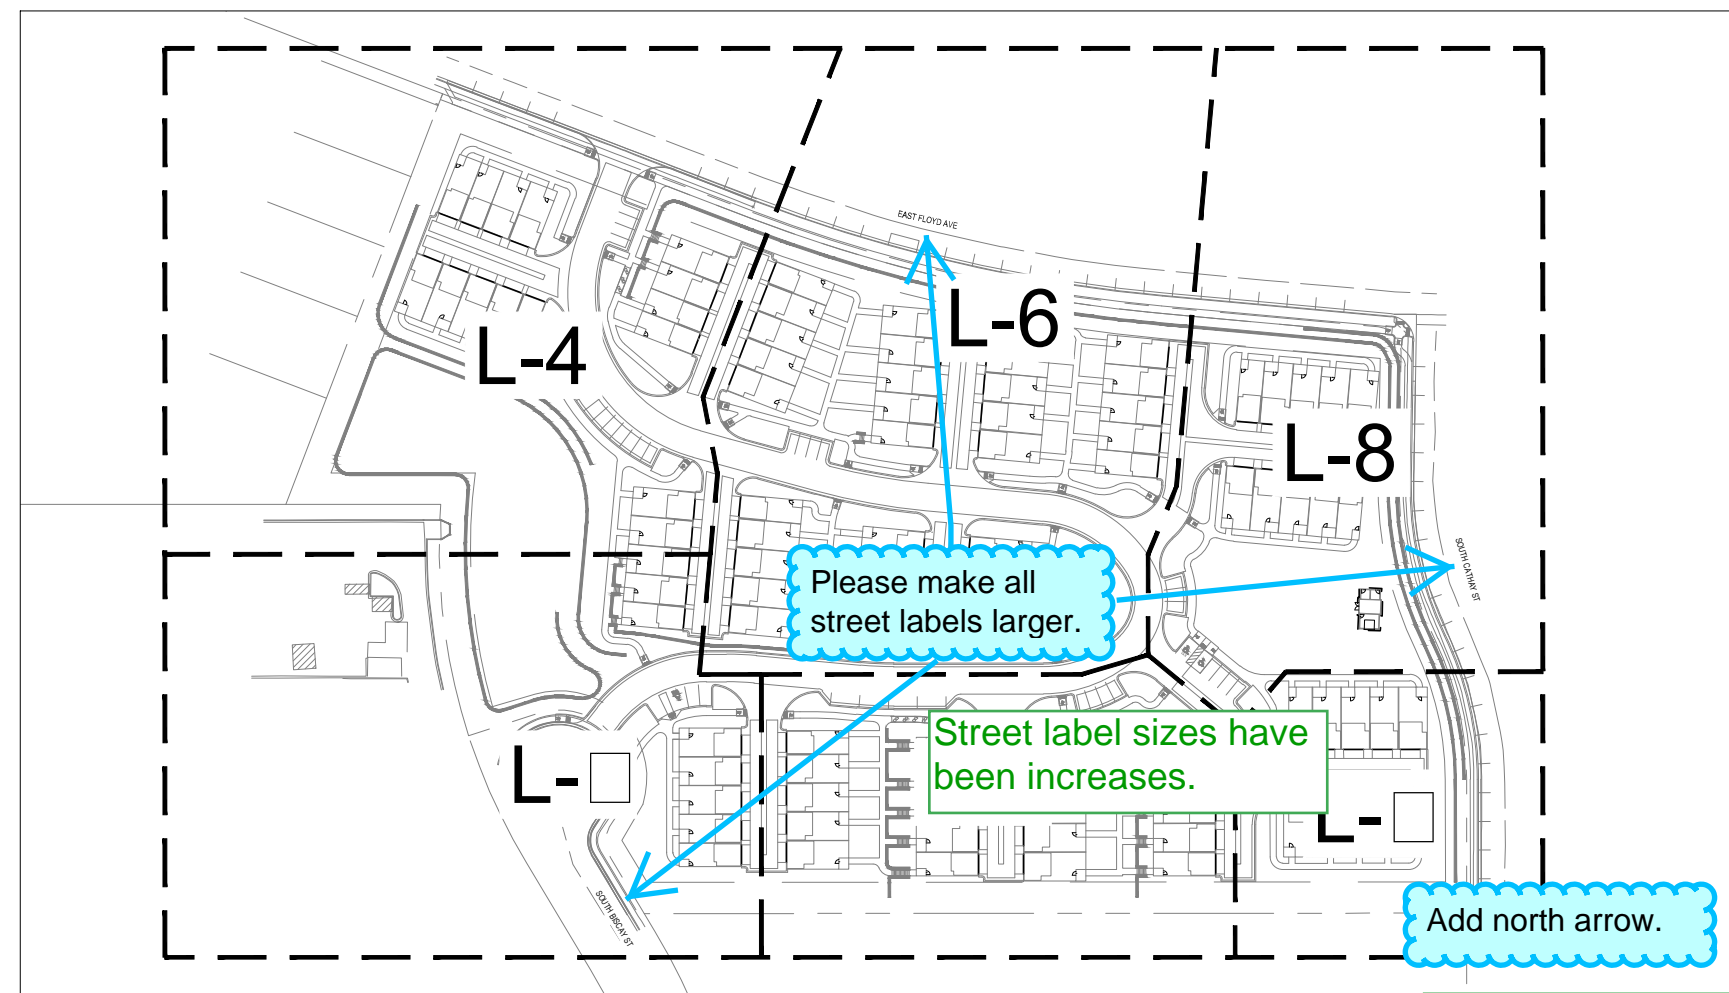 EAST FLOYD AVE
L-6
L-4
L-8
SOUTH CATHAY ST
Please make all
street labels larger.
Street label sizes have
been increases.
L-
L-
SOUTH BISCAY ST
Add north arrow.